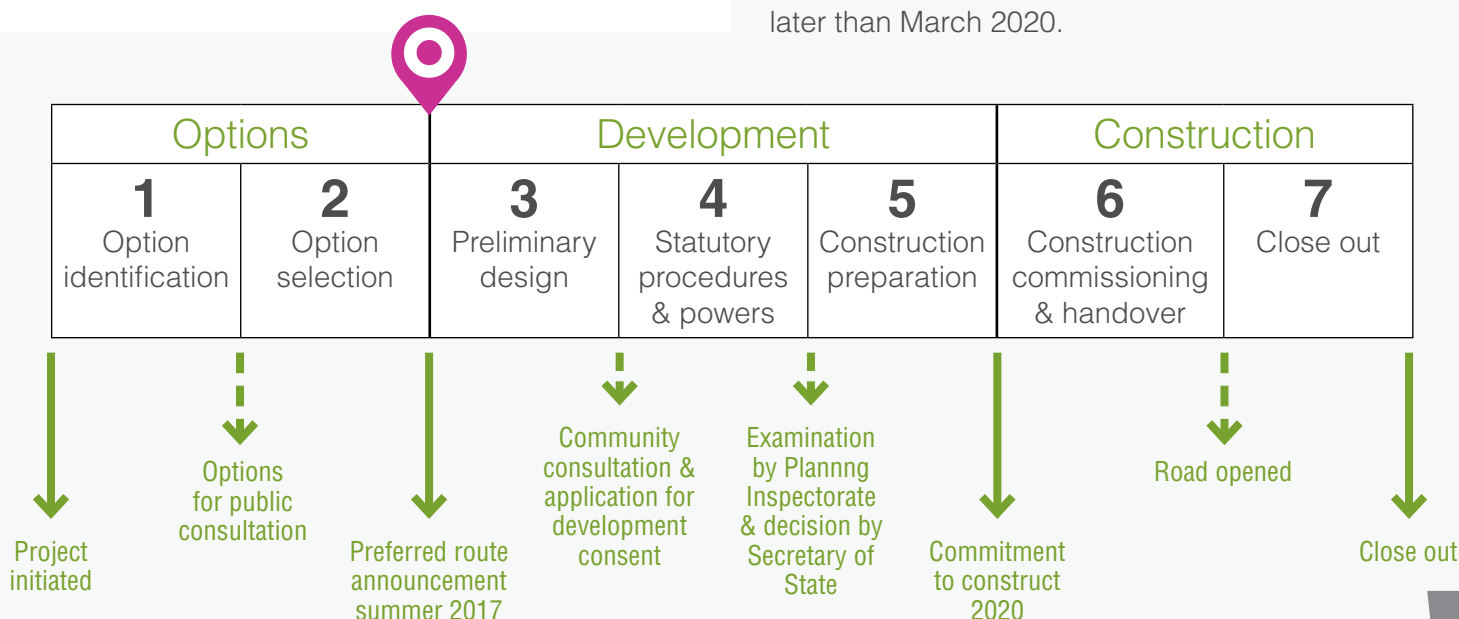 later than March 2020.
Options
Development
Construction
1
Option
identification
2
Option
selection
3
Preliminary
design
4
Statutory
procedures
& powers
5
Construction
preparation
6
Construction
commissioning
& handover
7
Close out
Project
initiated
Options
for public
consultation
Preferred route
announcement
summer 2017
Community
consultation &
application for
development
consent
Examination
by Plannng
Inspectorate
& decision by
Secretary of
State
Commitment
to construct
2020
Road opened
Close out